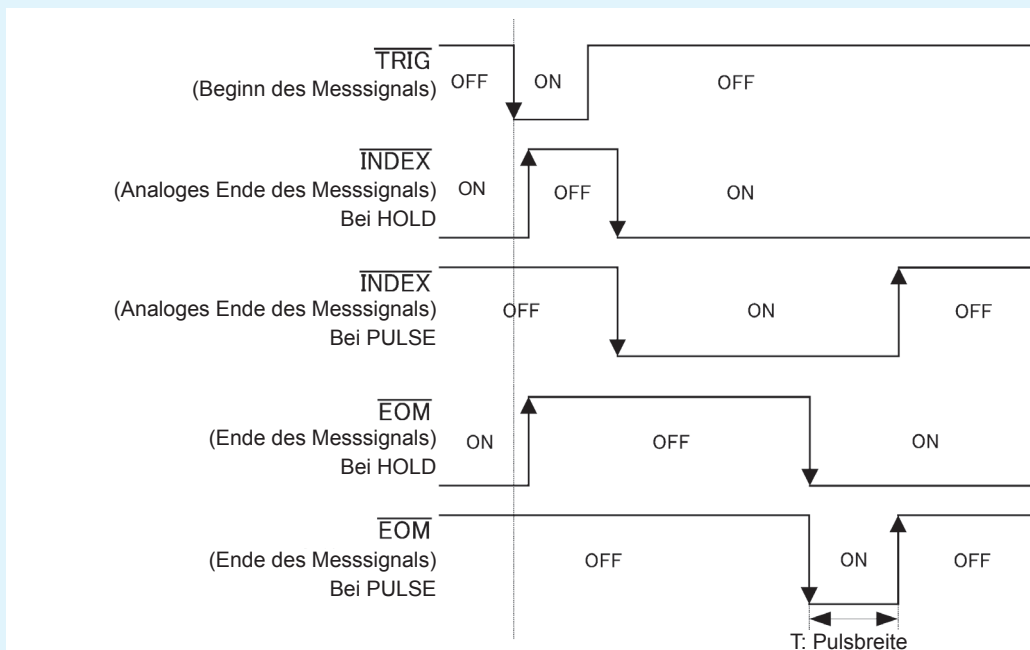 TRIG
(Beginn des Messsignals)
OFF ON OFF
INDEX
(Analoges Ende des Messsignals)
Bei HOLD
ON OFF ON
INDEX
(Analoges Ende des Messsignals)
Bei PULSE
OFF ON OFF
EOM
(Ende des Messsignals)
Bei HOLD
ON OFF ON
EOM
(Ende des Messsignals)
Bei PULSE
OFF ON OFF
T: Pulsbreite